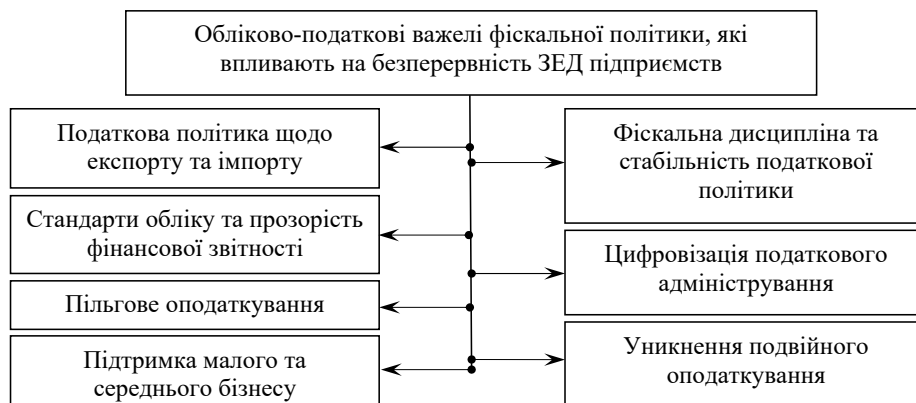 Обліково-податкові важелі фіскальної політики, які
впливають на безперервність ЗЕД підприємств
Податкова політика щодо
експорту та імпорту
Стандарти обліку та прозорість
фінансової звітності
Пільгове оподаткування
Підтримка малого та
середнього бізнесу
Фіскальна дисципліна та
стабільність податкової
політики
Цифровізація податкового
адміністрування
Уникнення подвійного
оподаткування